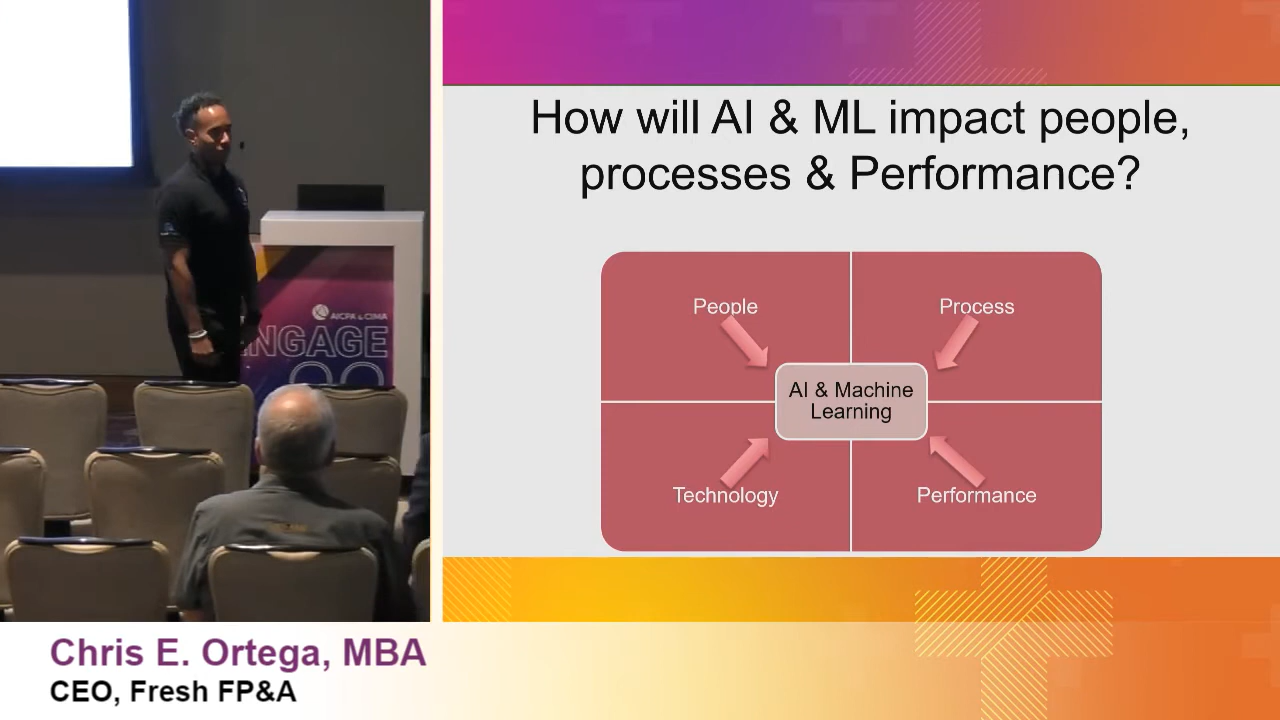 How will AI & ML impact people,
processes & Performance?
People
Process
AI & Machine
Learning
Technology
Performance
AICPA & CIMA
ENGAGE
Chris E. Ortega, MBA
CEO, Fresh FP&A